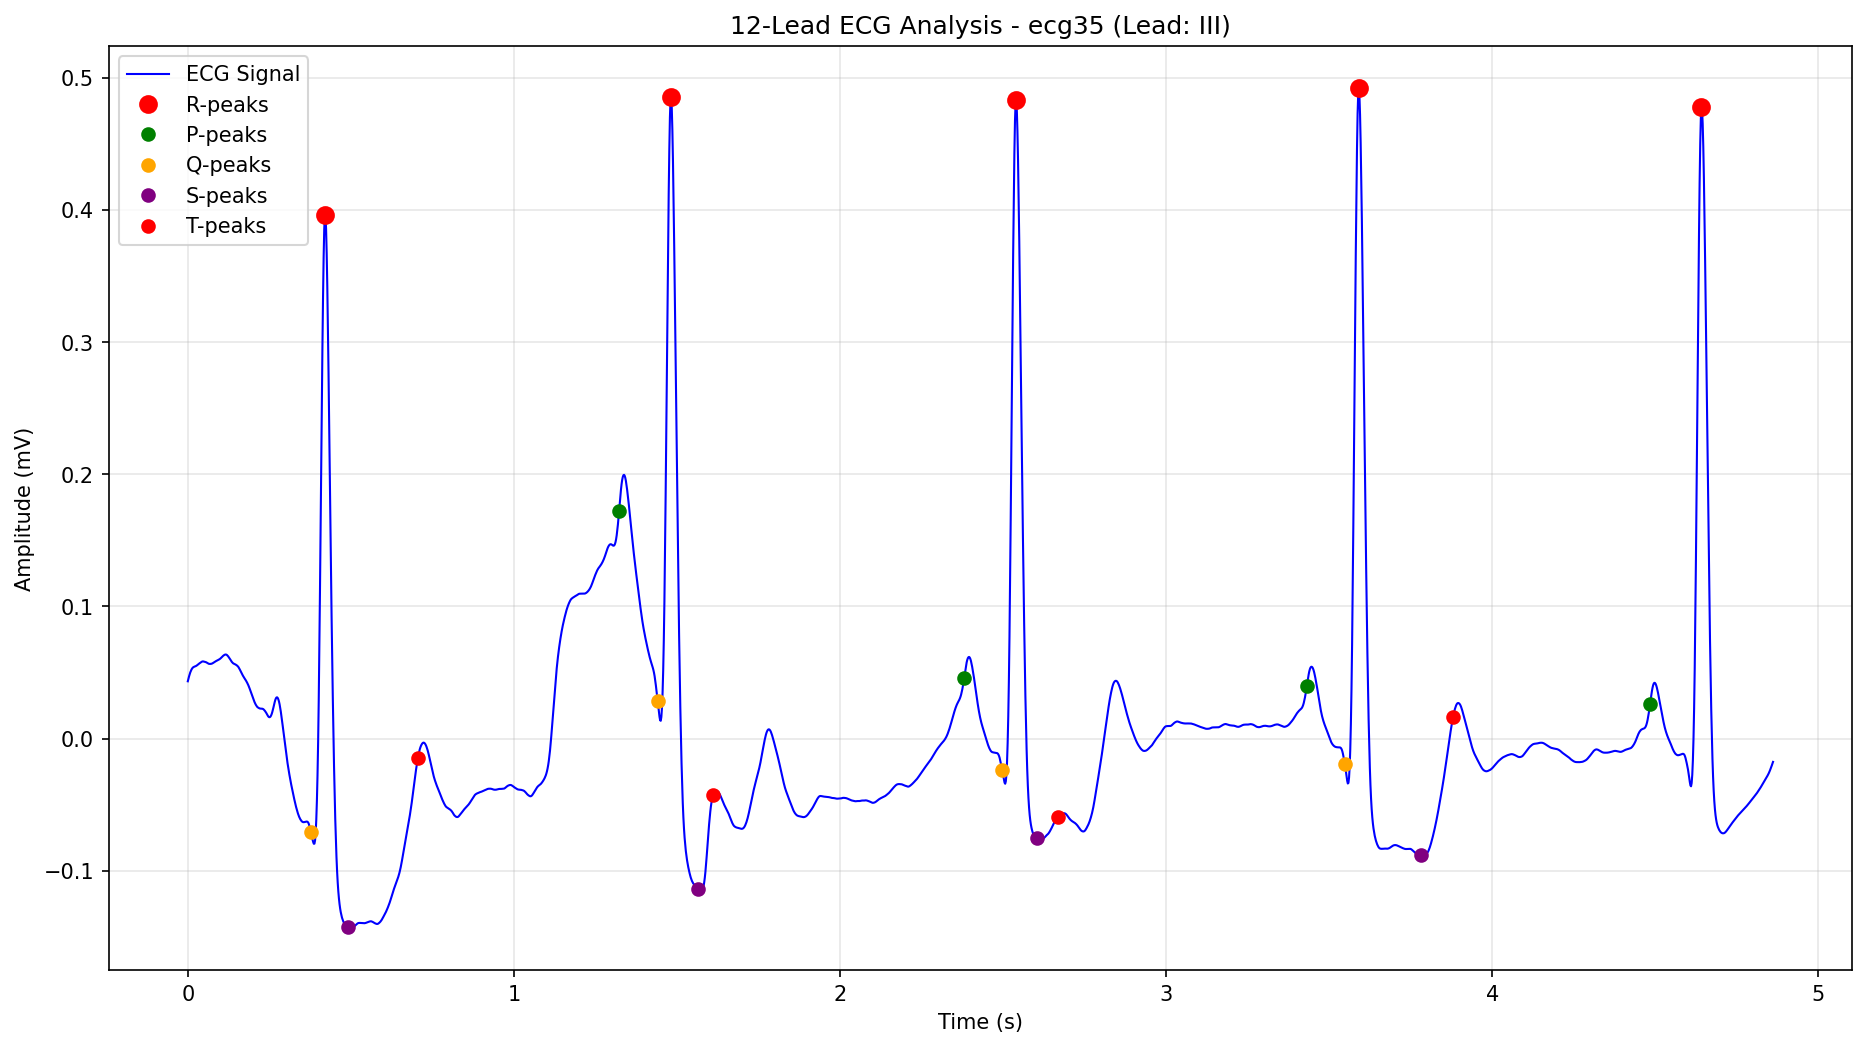 12-Lead ECG Analysis - ecg35 (Lead: III)
ECG Signal
R-peaks
P-peaks
Q-peaks
S-peaks
T-peaks
Amplitude (mV)
0.5
0.4
0.3
0.2
0.1
0.0
−0.1
0 1 2 3 4 5
Time (s)